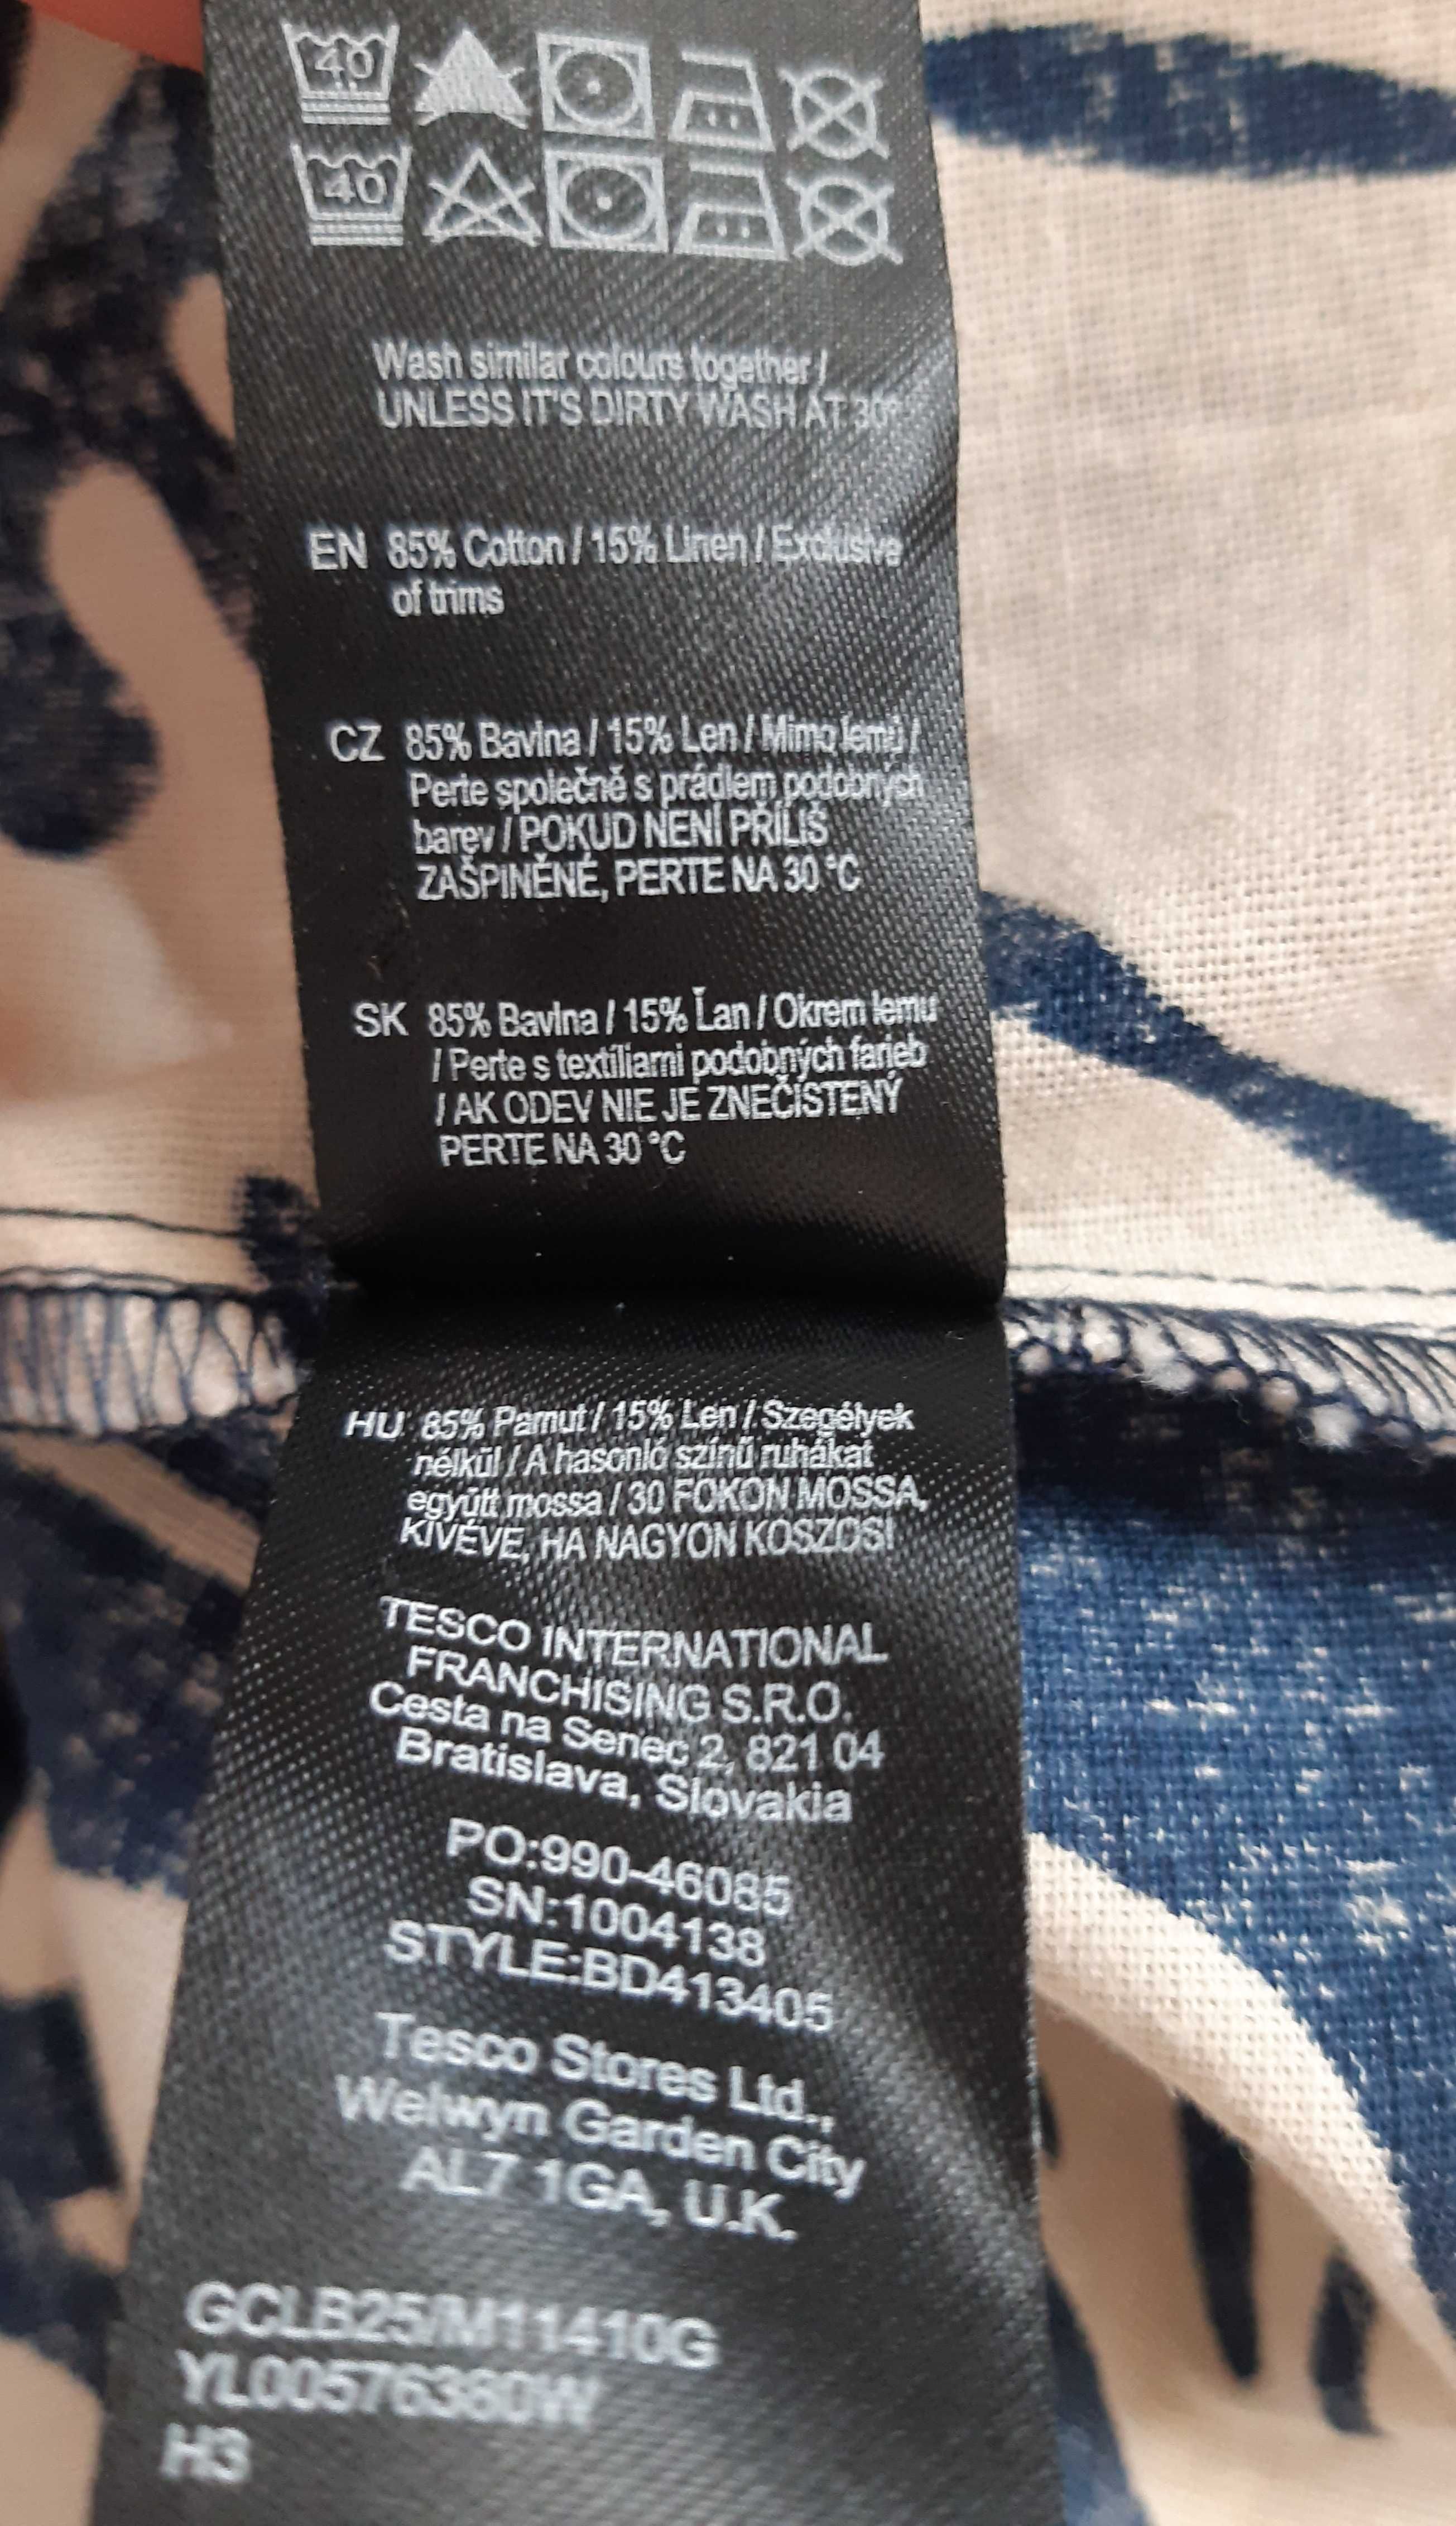 40
40
Wash similar colours together /
UNLESS IT'S DIRTY WASH AT 30°
EN 85% Cotton / 15% Linen / Exclusive
of trims
CZ 85% Bavlna / 15% Len / Mimo lemů /
Perte společně s prádlem podobných
barev / POKUD NENÍ PŘÍLIŠ
ZAŠPINĚNÉ, PERTE NA 30 °C
SK 85% Bavlna / 15% Ľan / Okrem lemu
/ Perte s textíliami podobných farieb
/ AK ODEV NIE JE ZNEČISTENÝ
PERTE NA 30 °C
HU 85% Pamut / 15% Len / Szegélyek
nélkül / A hasonló színű ruhákat
együtt mossa / 30 FOKON MOSSA,
KIVÉVE, HA NAGYON KOSZOS!
TESCO INTERNATIONAL
FRANCHISING S.R.O.
Cesta na Senec 2, 821 04
Bratislava, Slovakia
PO:990-46085
SN:1004138
STYLE:BD413405
Tesco Stores Ltd.,
Welwyn Garden City
AL7 1GA, U.K.
GCLB25/M11410G
YL00576380W
H3